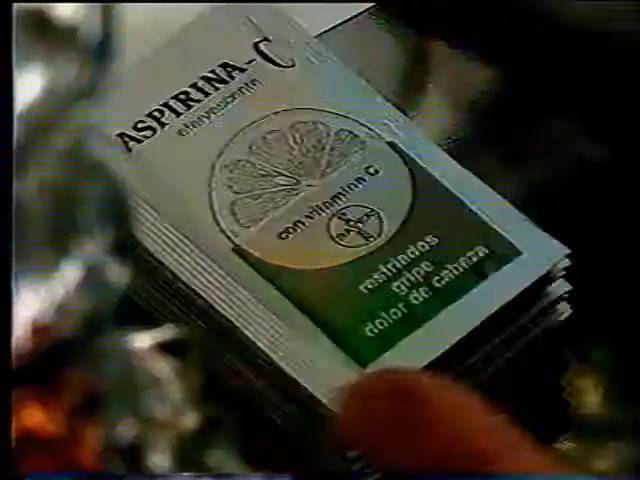 ASPIRINA-C
efervescente
con vitamina C
BAYER
resfriados
gripe
dolor de cabeza